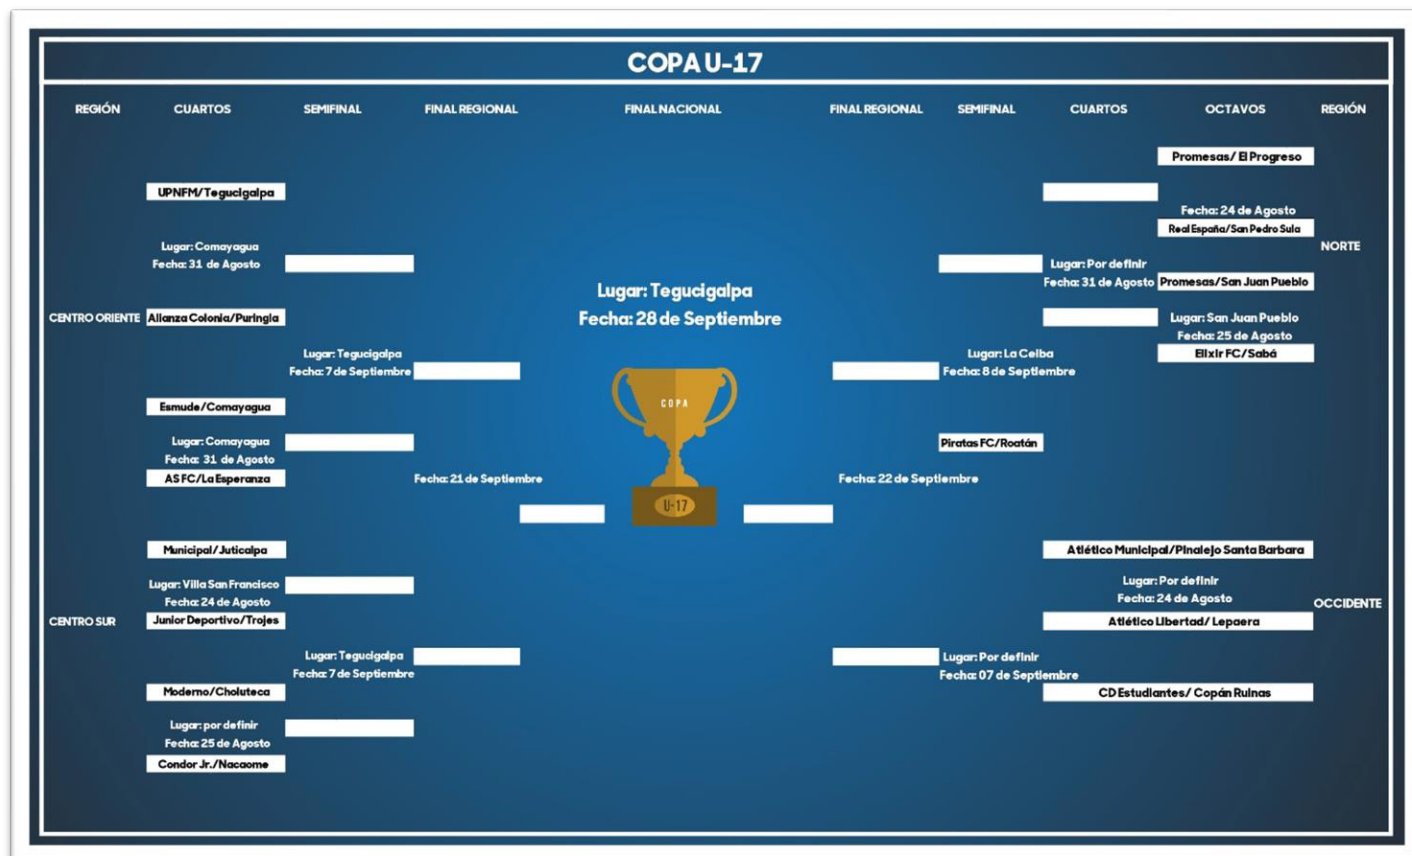 COPA U-17
REGIÓN
CUARTOS
SEMIFINAL
FINAL REGIONAL
FINAL NACIONAL
FINAL REGIONAL
SEMIFINAL
CUARTOS
OCTAVOS
REGIÓN
CENTRO ORIENTE
UPNFM/Tegucigalpa
Lugar: Comayagua
Fecha: 31 de Agosto
Alianza Colonia/Puringla
Lugar: Tegucigalpa
Fecha: 7 de Septiembre
Esmude/Comayagua
Lugar: Comayagua
Fecha: 31 de Agosto
AS FC/La Esperanza
Fecha: 21 de Septiembre
CENTRO SUR
Municipal/Juticalpa
Lugar: Villa San Francisco
Fecha: 24 de Agosto
Junior Deportivo/Trojes
Lugar: Tegucigalpa
Fecha: 7 de Septiembre
Moderno/Choluteca
Lugar: por definir
Fecha: 25 de Agosto
Condor Jr./Nacaome
Lugar: Tegucigalpa
Fecha: 28 de Septiembre
COPA
U-17
Promesas/ El Progreso
Fecha: 24 de Agosto
Real España/San Pedro Sula
NORTE
Lugar: Por definir
Fecha: 31 de Agosto
Promesas/San Juan Pueblo
Lugar: San Juan Pueblo
Fecha: 25 de Agosto
Elixir FC/Sabá
Lugar: La Ceiba
Fecha: 8 de Septiembre
Piratas FC/Roatán
Fecha: 22 de Septiembre
Atlético Municipal/Pinalejo Santa Barbara
Lugar: Por definir
Fecha: 24 de Agosto
OCCIDENTE
Atlético Libertad/ Lepaera
Lugar: Por definir
Fecha: 07 de Septiembre
CD Estudiantes/ Copán Ruinas